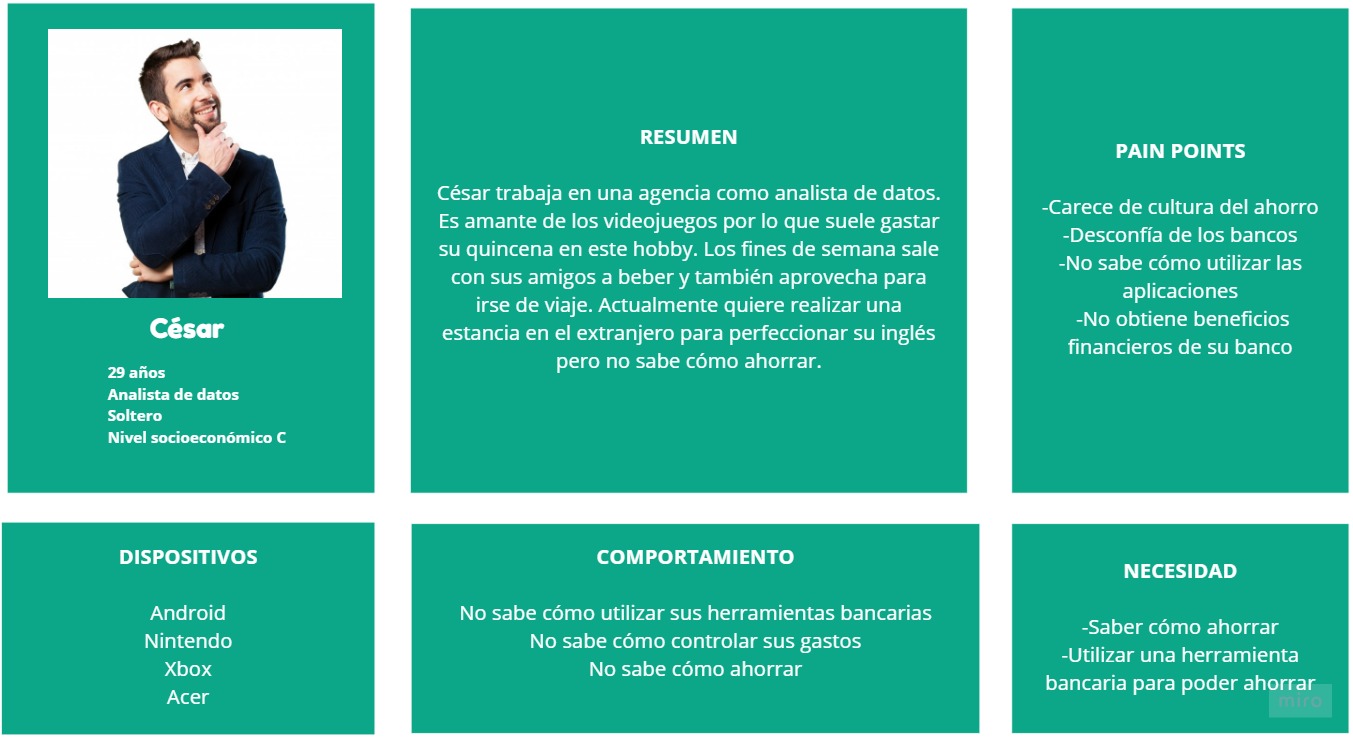 César
29 años
Analista de datos
Soltero
Nivel socioeconómico C
RESUMEN
César trabaja en una agencia como analista de datos.
Es amante de los videojuegos por lo que suele gastar
su quincena en este hobby. Los fines de semana sale
con sus amigos a beber y también aprovecha para
irse de viaje. Actualmente quiere realizar una
estancia en el extranjero para perfeccionar su inglés
pero no sabe cómo ahorrar.
PAIN POINTS
-Carece de cultura del ahorro
-Desconfía de los bancos
-No sabe cómo utilizar las
aplicaciones
-No obtiene beneficios
financieros de su banco
DISPOSITIVOS
Android
Nintendo
Xbox
Acer
COMPORTAMIENTO
No sabe cómo utilizar sus herramientas bancarias
No sabe cómo controlar sus gastos
No sabe cómo ahorrar
NECESIDAD
-Saber cómo ahorrar
-Utilizar una herramienta
bancaria para poder ahorrar
miro